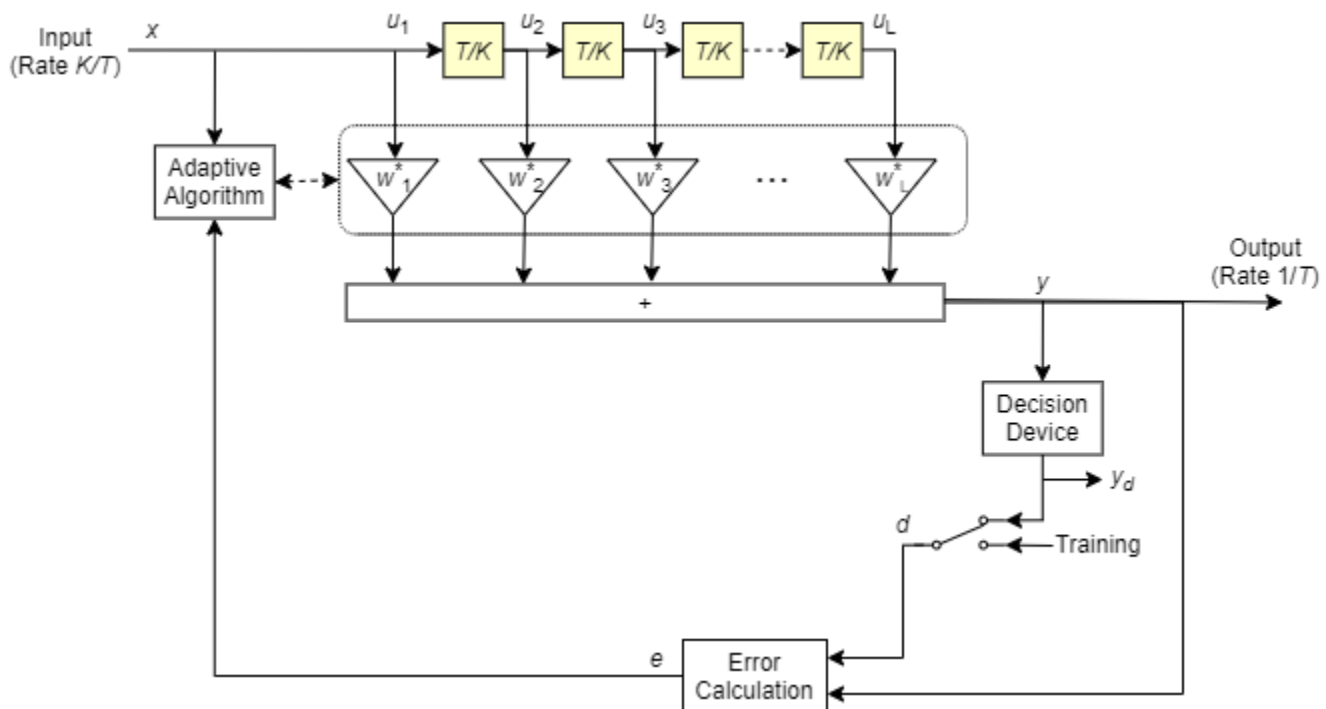 Input
(Rate K/T)
x
u1
T/K
u2
T/K
u3
T/K
T/K
uL
Adaptive
Algorithm
w*1
w*2
w*3
...
w*L
+
y
Output
(Rate 1/T)
Decision
Device
yd
d
Training
e
Error
Calculation